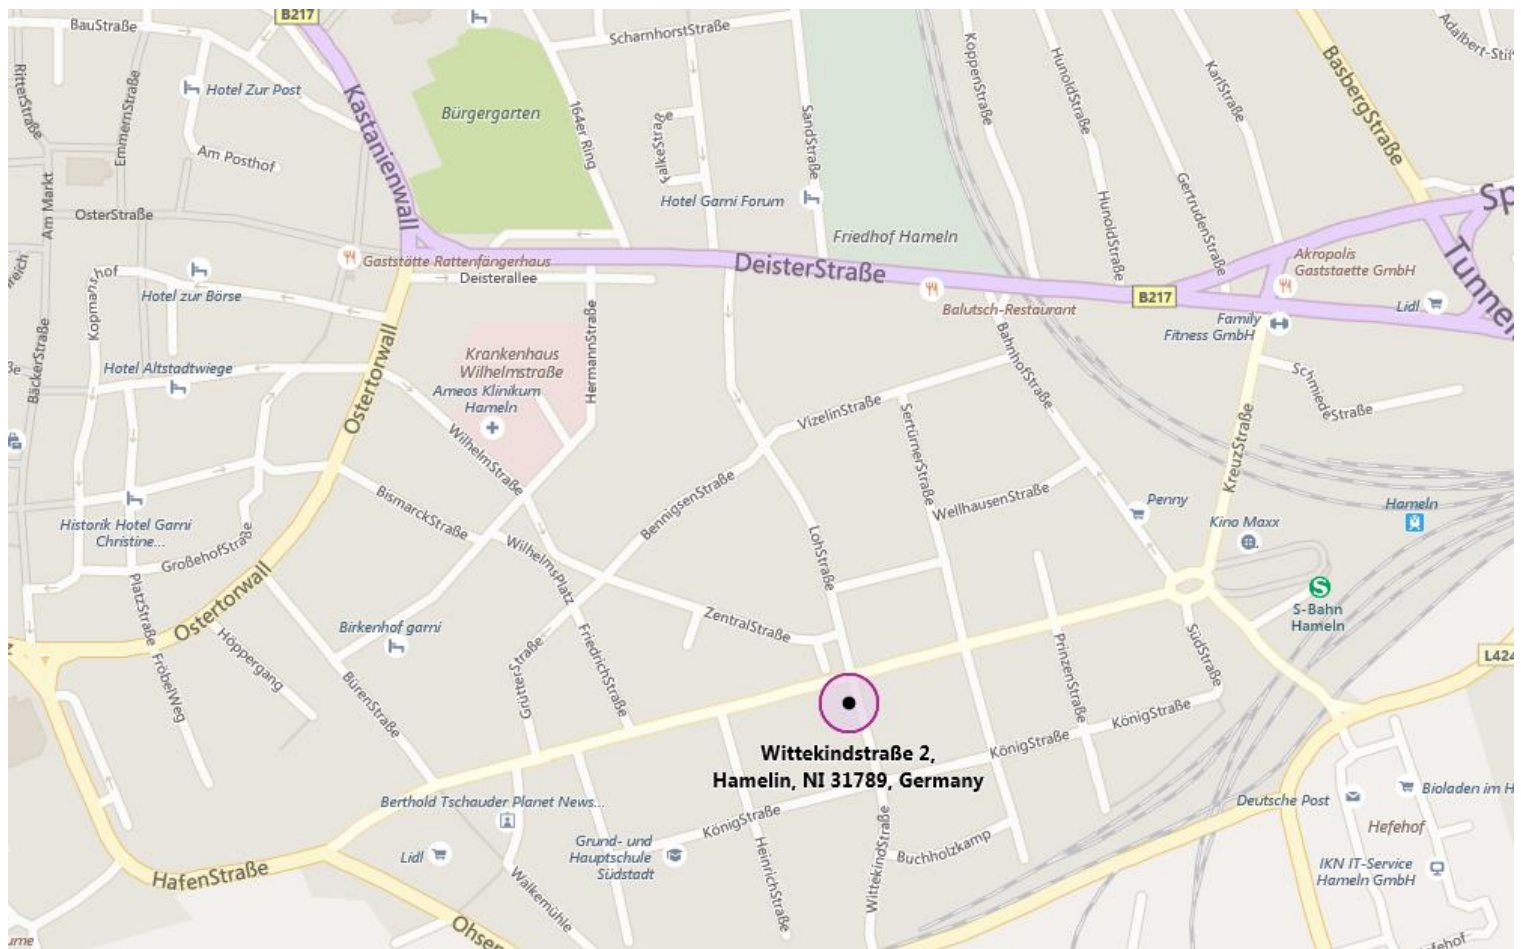 B217
BauStraße
ScharnhorstStraße
Adalbert-Stif
RitterStraße
EmmernStraße
Hotel Zur Post
KastanienWall
Bürgergarten
164er Ring
FalkeStraße
SandStraße
KoppenStraße
HunoldStraße
KarlStraße
BasbergStraße
Am Posthof
Am Markt
OsterStraße
Hotel Garni Forum
Friedhof Hameln
HunoldStraße
GertrudenStraße
Sp
Tunnel
reich
Kopmanshof
Hotel zur Börse
Gaststätte Rattenfängerhaus
Deisterallee
DeisterStraße
Balutsch-Restaurant
B217
Akropolis
Gaststaette GmbH
Lidl
Family
Fitness GmbH
BäckerStraße
Hotel Altstadtwiege
OstertorWall
Krankenhaus
Wilhelmstraße
Ameos Klinikum
Hameln
HermannStraße
VizelinStraße
BahnhofStraße
SchmiedeStraße
KreuzStraße
WilhelmStraße
BismarckStraße
BennigsenStraße
SertürnerStraße
WellhausenStraße
Penny
Kino Maxx
Hameln
Historik Hotel Garni
Christine...
GroßehofStraße
PlatzStraße
OstertorWall
WilhelmsPlatz
LohStraße
S-Bahn
Hameln
Birkenhof garni
ZentralStraße
Höppergang
FröbelWeg
BürenStraße
GrütterStraße
FriedrichStraße
PrinzenStraße
SüdStraße
L424
KönigStraße
KönigStraße
Wittekindstraße 2,
Hamelin, NI 31789, Germany
Berthold Tschauder Planet News...
KönigStraße
Deutsche Post
Bioladen im H
Hefehof
Lidl
Grund- und
Hauptschule
Südstadt
HeinrichStraße
WittekindStraße
Buchholzkamp
IKN IT-Service
Hameln GmbH
HafenStraße
Walkemühle
Ohsen
efehof
ume